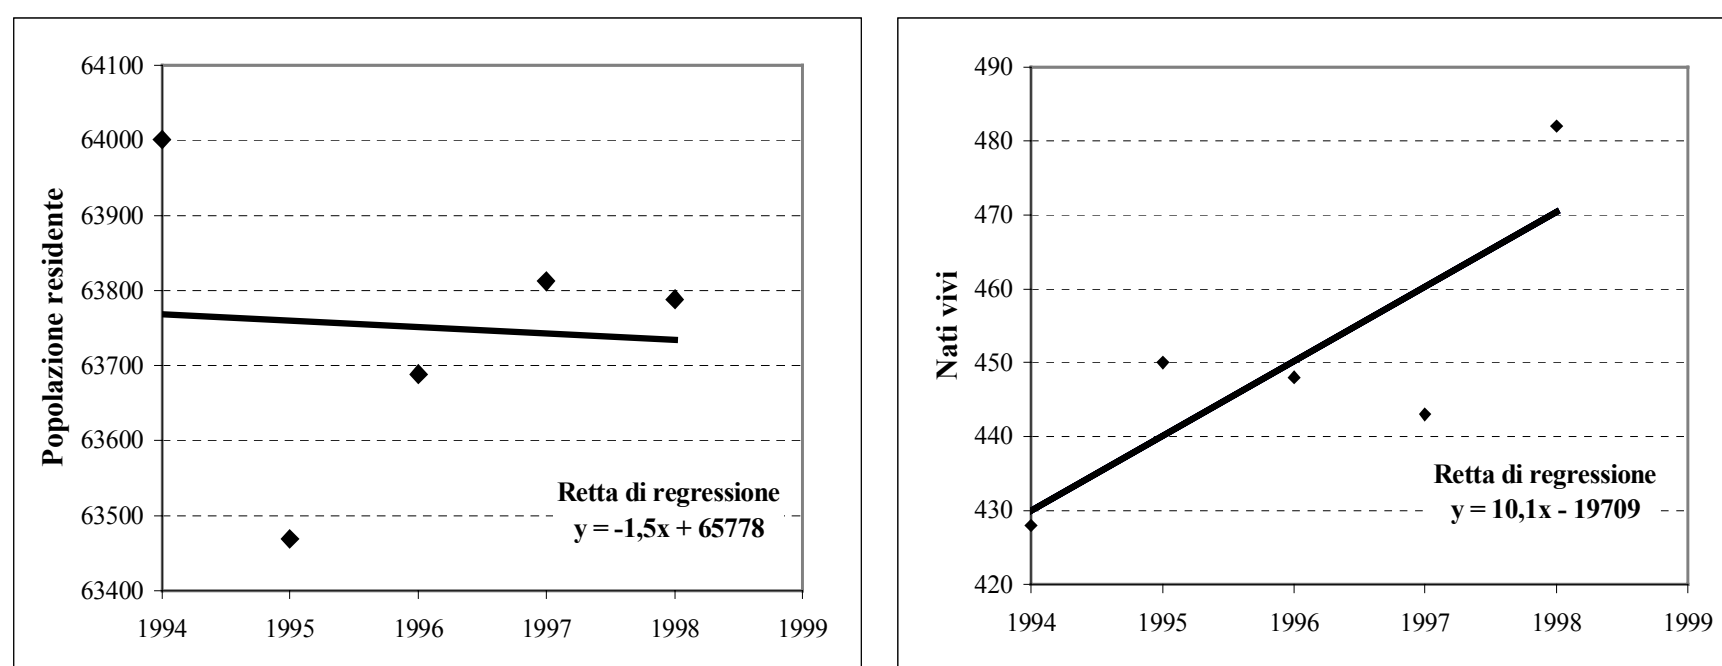 Popolazione residente
64100
64000
63900
63800
63700
63600
63500
63400
1994 1995 1996 1997 1998 1999
Retta di regressione
y = -1,5x + 65778
Nati vivi
490
480
470
460
450
440
430
420
1994 1995 1996 1997 1998 1999
Retta di regressione
y = 10,1x - 19709